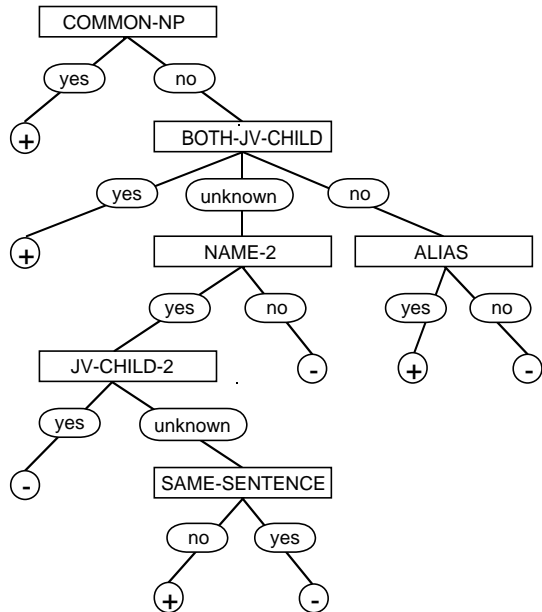 COMMON-NP
yes no
+
BOTH-JV-CHILD
yes unknown no
+
NAME-2 ALIAS
yes no yes no
JV-CHILD-2 - + -
yes unknown
-
SAME-SENTENCE
no yes
+ -